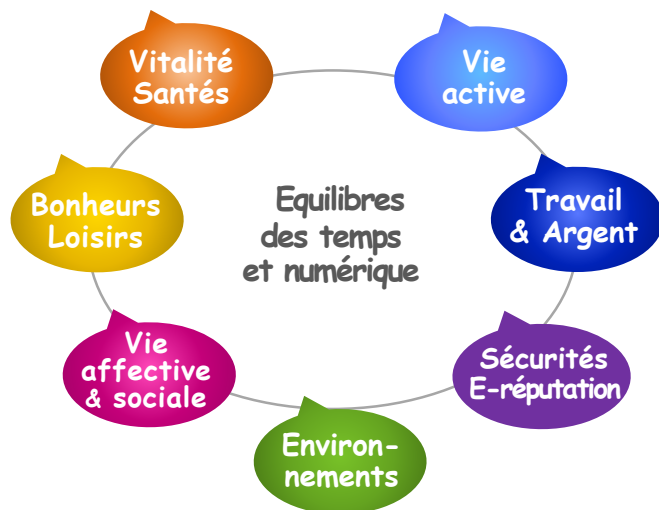 Vitalité
Santés
Vie
active
Bonheurs
Loisirs
Equilibres
des temps
et numérique
Travail
& Argent
Vie
affective
& sociale
Sécurités
E-réputation
Environ-
nements